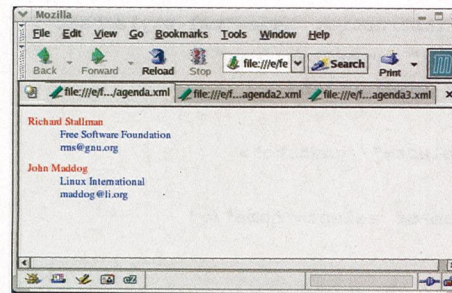 Mozilla
File Edit View Go Bookmarks Tools Window Help
Back Forward Reload Stop file:///e/fe Search Print
file:///e/f.../agenda.xml file:///e/f...agenda2.xml file:///e/f...agenda3.xml
Richard Stallman
Free Software Foundation
rms@gnu.org
John Maddog
Linux International
maddog@li.org